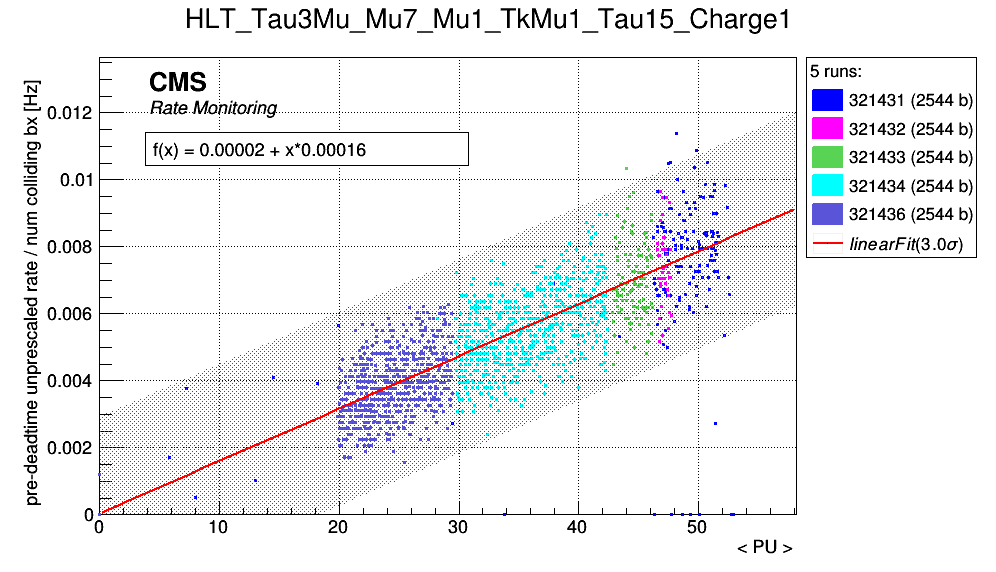 HLT_Tau3Mu_Mu7_Mu1_TkMu1_Tau15_Charge1
CMS
Rate Monitoring
f(x) = 0.00002 + x*0.00016
pre-deadtime unprescaled rate / num colliding bx [Hz]
0.012
0.01
0.008
0.006
0.004
0.002
0
0 10 20 30 40 50
< PU >
5 runs:
321431 (2544 b)
321432 (2544 b)
321433 (2544 b)
321434 (2544 b)
321436 (2544 b)
linearFit(3.0σ)